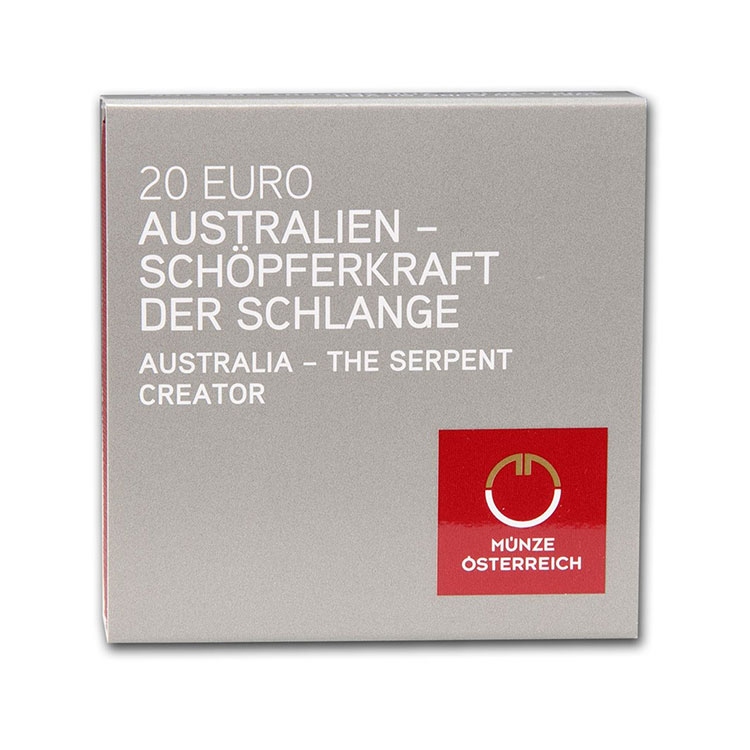 20 EURO
AUSTRALIEN –
SCHÖPFERKRAFT
DER SCHLANGE
AUSTRALIA – THE SERPENT
CREATOR
MÜNZE
ÖSTERREICH